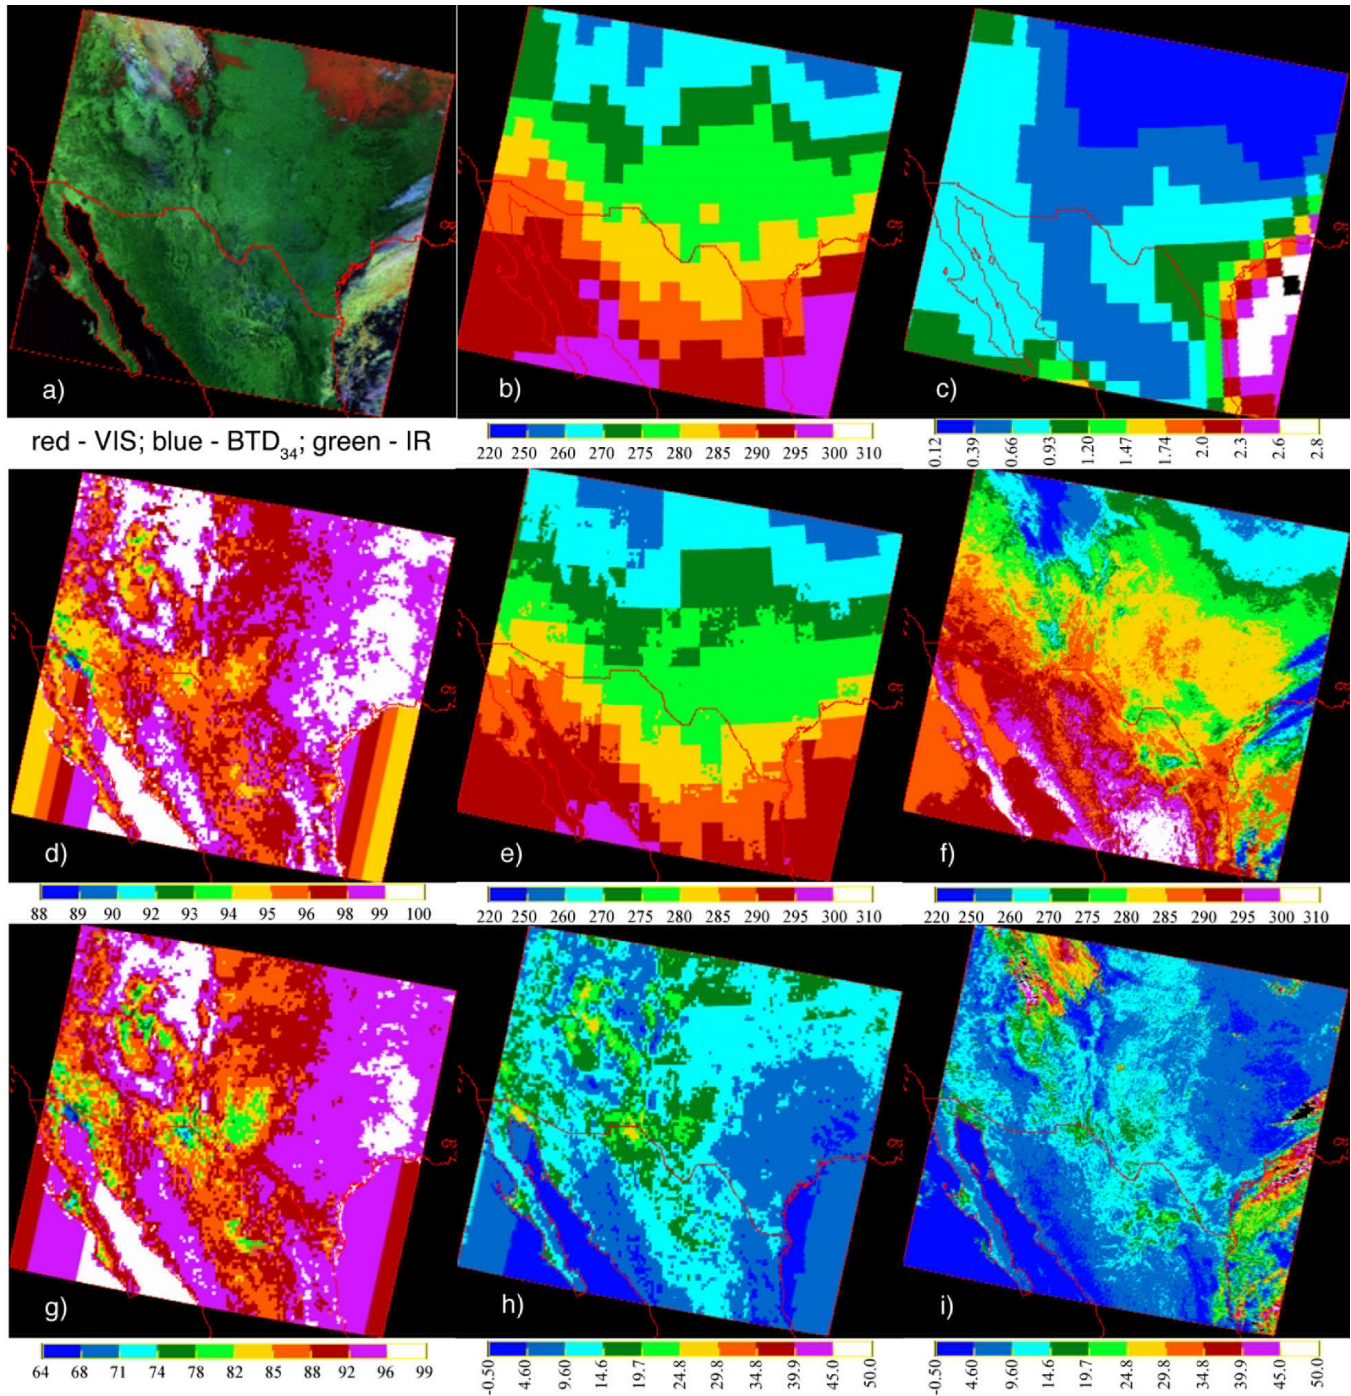 a)
b)
c)
red - VIS; blue - BTD34; green - IR
220 250 260 270 275 280 285 290 295 300 310
0.12 0.39 0.66 0.93 1.20 1.47 1.74 2.0 2.3 2.6 2.8
d)
e)
f)
88 89 90 92 93 94 95 96 98 99 100
220 250 260 270 275 280 285 290 295 300 310
220 250 260 270 275 280 285 290 295 300 310
g)
h)
i)
64 68 71 74 78 82 85 88 92 96 99
-0.50 4.60 9.60 14.6 19.7 24.8 29.8 34.9 39.9 45.0 50.0
-0.50 4.60 9.60 14.6 19.7 24.8 29.8 34.9 39.9 45.0 50.0